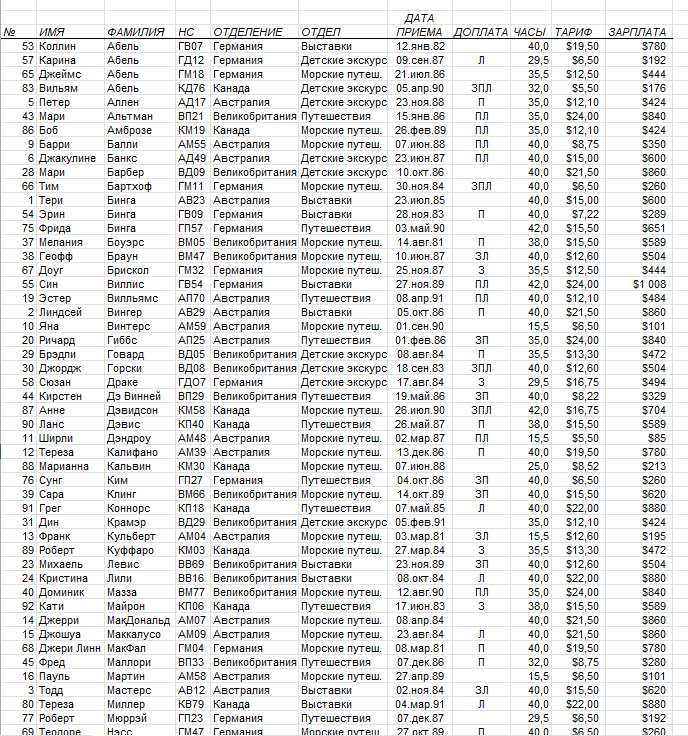 ДАТА
№ ИМЯ ФАМИЛИЯ НС ОТДЕЛЕНИЕ ОТДЕЛ ПРИЕМА ДОПЛАТА ЧАСЫ ТАРИФ ЗАРПЛАТА
53 Коллин Абель ГВ07 Германия Выставки 12.янв.82 40,0 $19,50 $780
57 Карина Абель ГД12 Германия Детские экскурс 09.сен.87 Л 29,5 $6,50 $192
65 Джеймс Абель ГМ18 Германия Морские путеш. 21.июл.86 35,5 $12,50 $444
83 Вильям Абель КД76 Канада Детские экскурс 05.апр.90 ЗПЛ 32,0 $5,50 $176
5 Петер Аллен АД17 Австралия Детские экскурс 23.ноя.88 П 35,0 $12,10 $424
43 Мари Альтман ВП21 Великобритания Путешествия 15.янв.86 ПЛ 35,0 $24,00 $840
86 Боб Амброзе КМ19 Канада Морские путеш. 26.фев.89 ПЛ 35,0 $12,10 $424
9 Барри Балли АМ55 Австралия Морские путеш. 07.июн.88 ПЛ 40,0 $8,75 $350
6 Джакулине Банкс АД49 Австралия Детские экскурс 23.июн.87 ПЛ 40,0 $15,00 $600
28 Мари Барбер ВД09 Великобритания Детские экскурс 10.окт.86 40,0 $21,50 $860
66 Тим Бартхоф ГМ11 Германия Морские путеш. 30.ноя.84 ЗПЛ 40,0 $6,50 $260
1 Тери Бинга АВ23 Австралия Выставки 23.июл.85 40,0 $15,00 $600
54 Эрин Бинга ГВ09 Германия Выставки 28.ноя.83 П 40,0 $7,22 $289
75 Фрида Бинга ГП57 Германия Путешествия 03.май.90 42,0 $15,50 $651
37 Мелания Боуэрс ВМ05 Великобритания Морские путеш. 14.авг.81 П 38,0 $15,50 $589
38 Геофф Браун ВМ47 Великобритания Морские путеш. 10.июн.87 ЗЛ 40,0 $12,60 $504
67 Доуг Брискол ГМ32 Германия Морские путеш. 25.ноя.87 З 35,5 $12,50 $444
55 Син Виллис ГВ54 Германия Выставки 27.ноя.89 ПЛ 42,0 $24,00 $1 008
19 Эстер Вилльямс АП70 Австралия Путешествия 08.апр.91 ПЛ 40,0 $12,10 $484
2 Линдсей Вингер АВ29 Австралия Выставки 05.окт.86 П 40,0 $21,50 $860
10 Яна Винтерс АМ59 Австралия Морские путеш. 01.сен.90 15,5 $6,50 $101
20 Ричард Гиббс АП25 Австралия Путешествия 01.фев.86 ЗП 35,0 $24,00 $840
29 Брэдли Говард ВД05 Великобритания Детские экскурс 08.авг.84 П 35,5 $13,30 $472
30 Джордж Горски ВД08 Великобритания Детские экскурс 18.сен.83 ЗПЛ 40,0 $12,60 $504
58 Сюзан Драке ГДО7 Германия Детские экскурс 17.авг.84 З 29,5 $16,75 $494
44 Кирстен Дэ Винней ВП29 Великобритания Путешествия 19.май.86 ЗП 40,0 $8,22 $329
87 Анне Дэвидсон КМ58 Канада Морские путеш. 26.июл.90 ЗПЛ 42,0 $16,75 $704
90 Ланс Дэвис КП40 Канада Путешествия 26.май.87 П 38,0 $15,50 $589
11 Ширли Дэндроу АМ48 Австралия Морские путеш. 02.мар.87 ПЛ 15,5 $5,50 $85
12 Тереза Калифано АМ39 Австралия Морские путеш. 13.дек.86 П 40,0 $19,50 $780
88 Марианна Кальвин КМ30 Канада Морские путеш. 07.июн.88 25,0 $8,52 $213
76 Сунг Ким ГП27 Германия Путешествия 04.окт.86 ЗП 40,0 $6,50 $260
39 Сара Клинг ВМ66 Великобритания Морские путеш. 14.окт.89 ЗП 40,0 $15,50 $620
91 Грег Коннорс КП18 Канада Путешествия 07.май.85 Л 40,0 $22,00 $880
31 Дин Крамэр ВД29 Великобритания Детские экскурс 05.фев.91 35,0 $12,10 $424
13 Франк Кульберт АМ04 Австралия Морские путеш. 03.мар.81 ЗЛ 15,5 $12,60 $195
89 Роберт Куффаро КМ03 Канада Морские путеш. 27.мар.84 З 35,5 $13,30 $472
23 Михаель Левис ВВ69 Великобритания Выставки 23.ноя.89 ЗП 40,0 $12,60 $504
24 Кристина Лили ВВ16 Великобритания Выставки 08.окт.84 Л 40,0 $22,00 $880
40 Доминик Мазза ВМ77 Великобритания Морские путеш. 12.авг.90 ПЛ 35,0 $24,00 $840
92 Кати Майрон КП06 Канада Путешествия 17.июн.83 З 38,0 $15,50 $589
14 Джерри МакДональд АМ07 Австралия Морские путеш. 08.апр.84 40,0 $21,50 $860
15 Джошуа Маккалусо АМ09 Австралия Морские путеш. 23.авг.84 Л 40,0 $21,50 $860
68 Джери Линн МакФал ГМ04 Германия Морские путеш. 08.мар.81 П 40,0 $19,50 $780
45 Фред Маллори ВП33 Великобритания Путешествия 07.дек.86 П 32,0 $8,75 $280
16 Пауль Мартин АМ58 Австралия Морские путеш. 27.апр.89 15,5 $6,50 $101
3 Тодд Мастерс АВ12 Австралия Выставки 02.ноя.84 ЗЛ 40,0 $15,50 $620
80 Тереза Миллер КВ79 Канада Выставки 04.мар.91 Л 40,0 $22,00 $880
77 Роберт Мюррэй ГП23 Германия Путешествия 07.дек.87 29,5 $6,50 $192
69 Теодоре Нэсс ГМ47 Германия Морские путеш. 27.окт.89 П 40,0 $6,50 $260